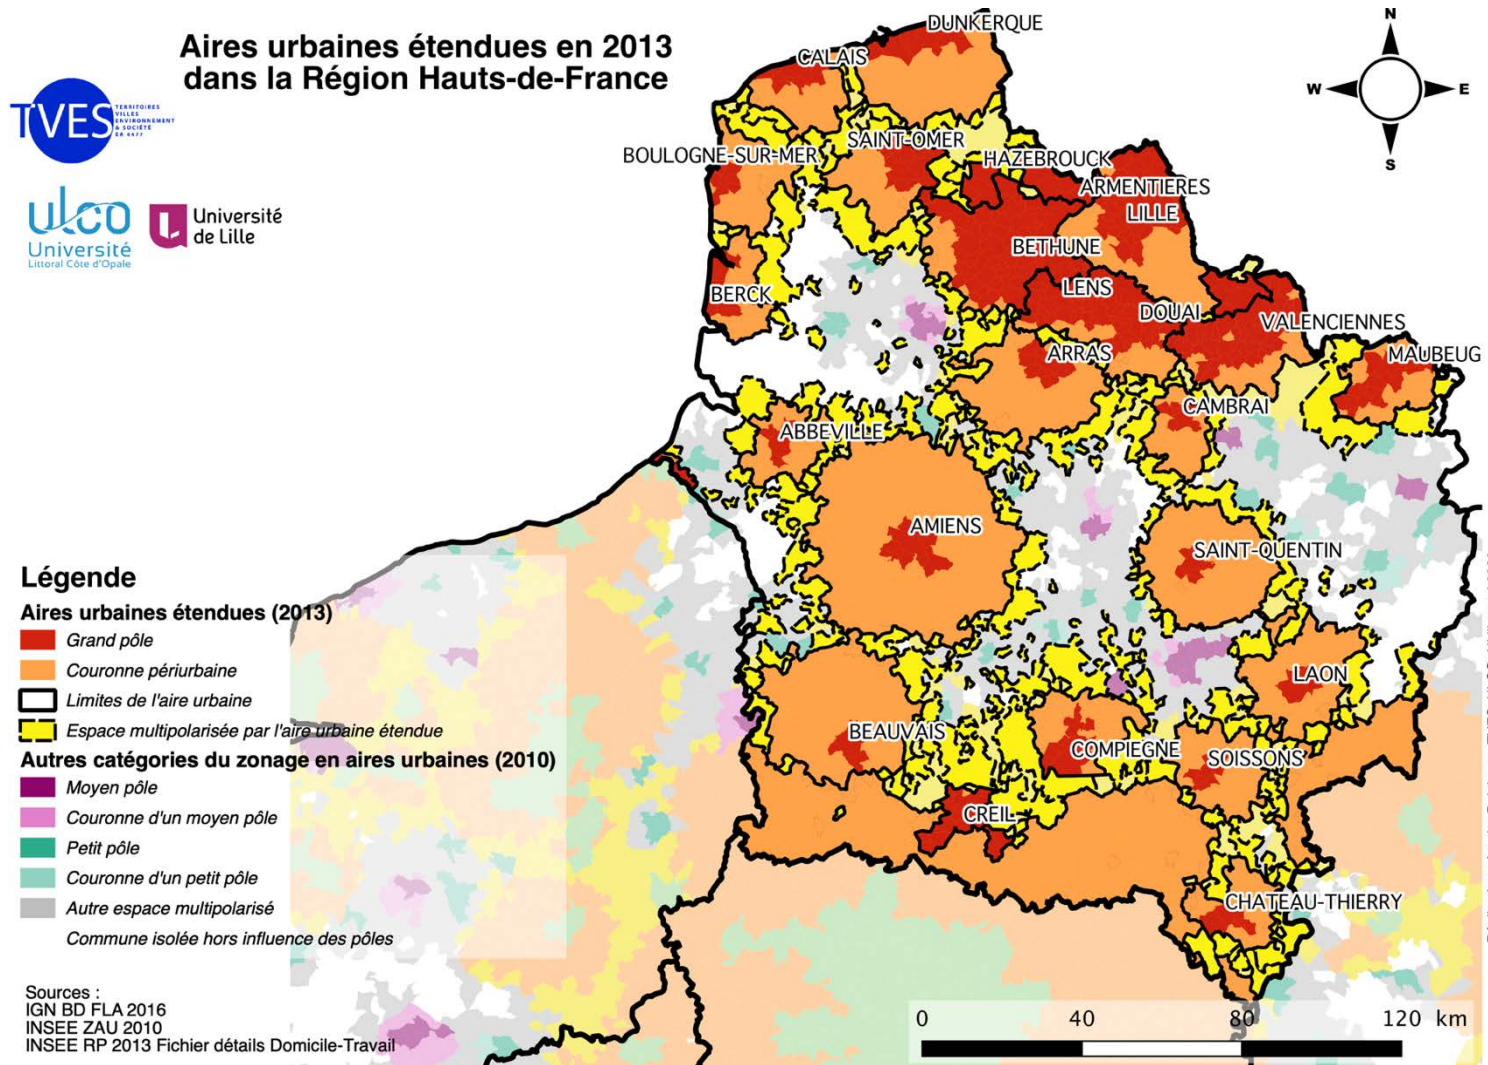 Aires urbaines étendues en 2013
dans la Région Hauts-de-France
TVES
TERRITOIRES
VILLES
ENVIRONNEMENT
& SOCIÉTÉ
EA 4477
ulco
Université
Littoral Côte d'Opale
Université
de Lille
N
W
E
S
DUNKERQUE
CALAIS
SAINT-OMER
BOULOGNE-SUR-MER
HAZEBROUCK
ARMENTIERES
LILLE
BETHUNE
BERCK
LENS
DOUAI
VALENCIENNES
ARRAS
MAUBEUG
CAMBRAI
ABBEVILLE
AMIENS
SAINT-QUENTIN
LAON
BEAUVAIS
COMPIEGNE
SOISSONS
CREIL
CHATEAU-THIERRY
Légende
Aires urbaines étendues (2013)
Grand pôle
Couronne périurbaine
Limites de l'aire urbaine
Espace multipolarisée par l'aire urbaine étendue
Autres catégories du zonage en aires urbaines (2010)
Moyen pôle
Couronne d'un moyen pôle
Petit pôle
Couronne d'un petit pôle
Autre espace multipolarisé
Commune isolée hors influence des pôles
Sources :
IGN BD FLA 2016
INSEE ZAU 2010
INSEE RP 2013 Fichier détails Domicile-Travail
0 40 80 120 km